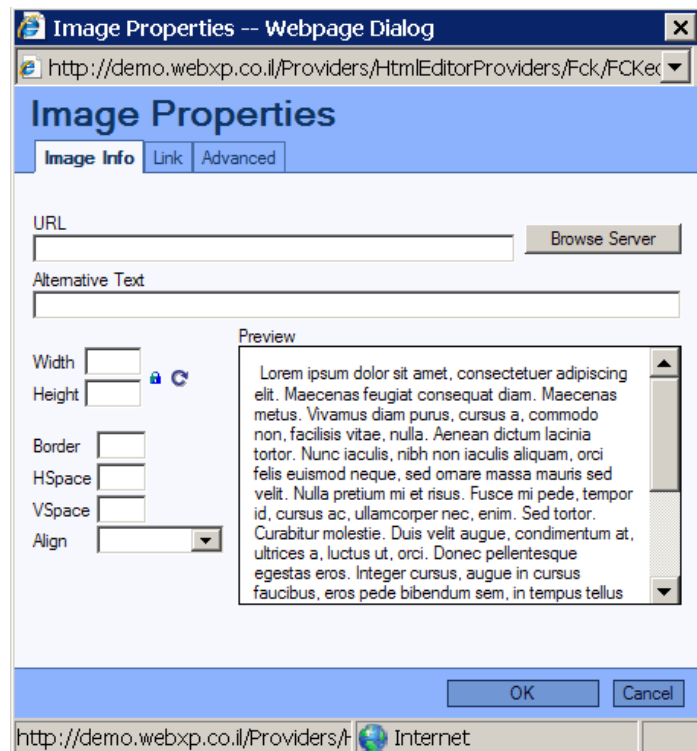 Image Properties -- Webpage Dialog
http://demo.webxp.co.il/Providers/HtmlEditorProviders/Fck/FCKec
Image Properties
Image Info Link Advanced
URL
Browse Server
Alternative Text
Preview
Width
Height
Border
HSpace
VSpace
Align
Lorem ipsum dolor sit amet, consectetuer adipiscing
elit. Maecenas feugiat consequat diam. Maecenas
metus. Vivamus diam purus, cursus a, commodo
non, facilisis vitae, nulla. Aenean dictum lacinia
tortor. Nunc iaculis, nibh non iaculis aliquam, orci
felis euismod neque, sed ornare massa mauris sed
velit. Nulla pretium mi et risus. Fusce mi pede, tempor
id, cursus ac, ullamcorper nec, enim. Sed tortor.
Curabitur molestie. Duis velit augue, condimentum at,
ultrices a, luctus ut, orci. Donec pellentesque
egestas eros. Integer cursus, augue in cursus
faucibus, eros pede bibendum sem, in tempus tellus
OK Cancel
http://demo.webxp.co.il/Providers/H Internet